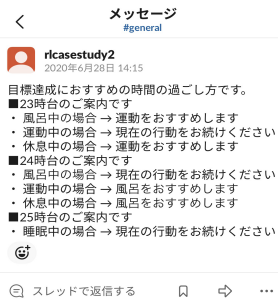 メッセージ
#general
rlcasestudy2
2020年6月28日 14:15
目標達成におすすめの時間の過ごし方です。
■23時台のご案内です
・ 風呂中の場合 → 運動をおすすめします
・ 運動中の場合 → 現在の行動をお続けください
・ 休息中の場合 → 運動をおすすめします
■24時台のご案内です
・ 風呂中の場合 → 現在の行動をお続けください
・ 運動中の場合 → 風呂をおすすめします
・ 休息中の場合 → 風呂をおすすめします
■25時台のご案内です
・ 睡眠中の場合 → 現在の行動をお続けください
スレッドで返信する